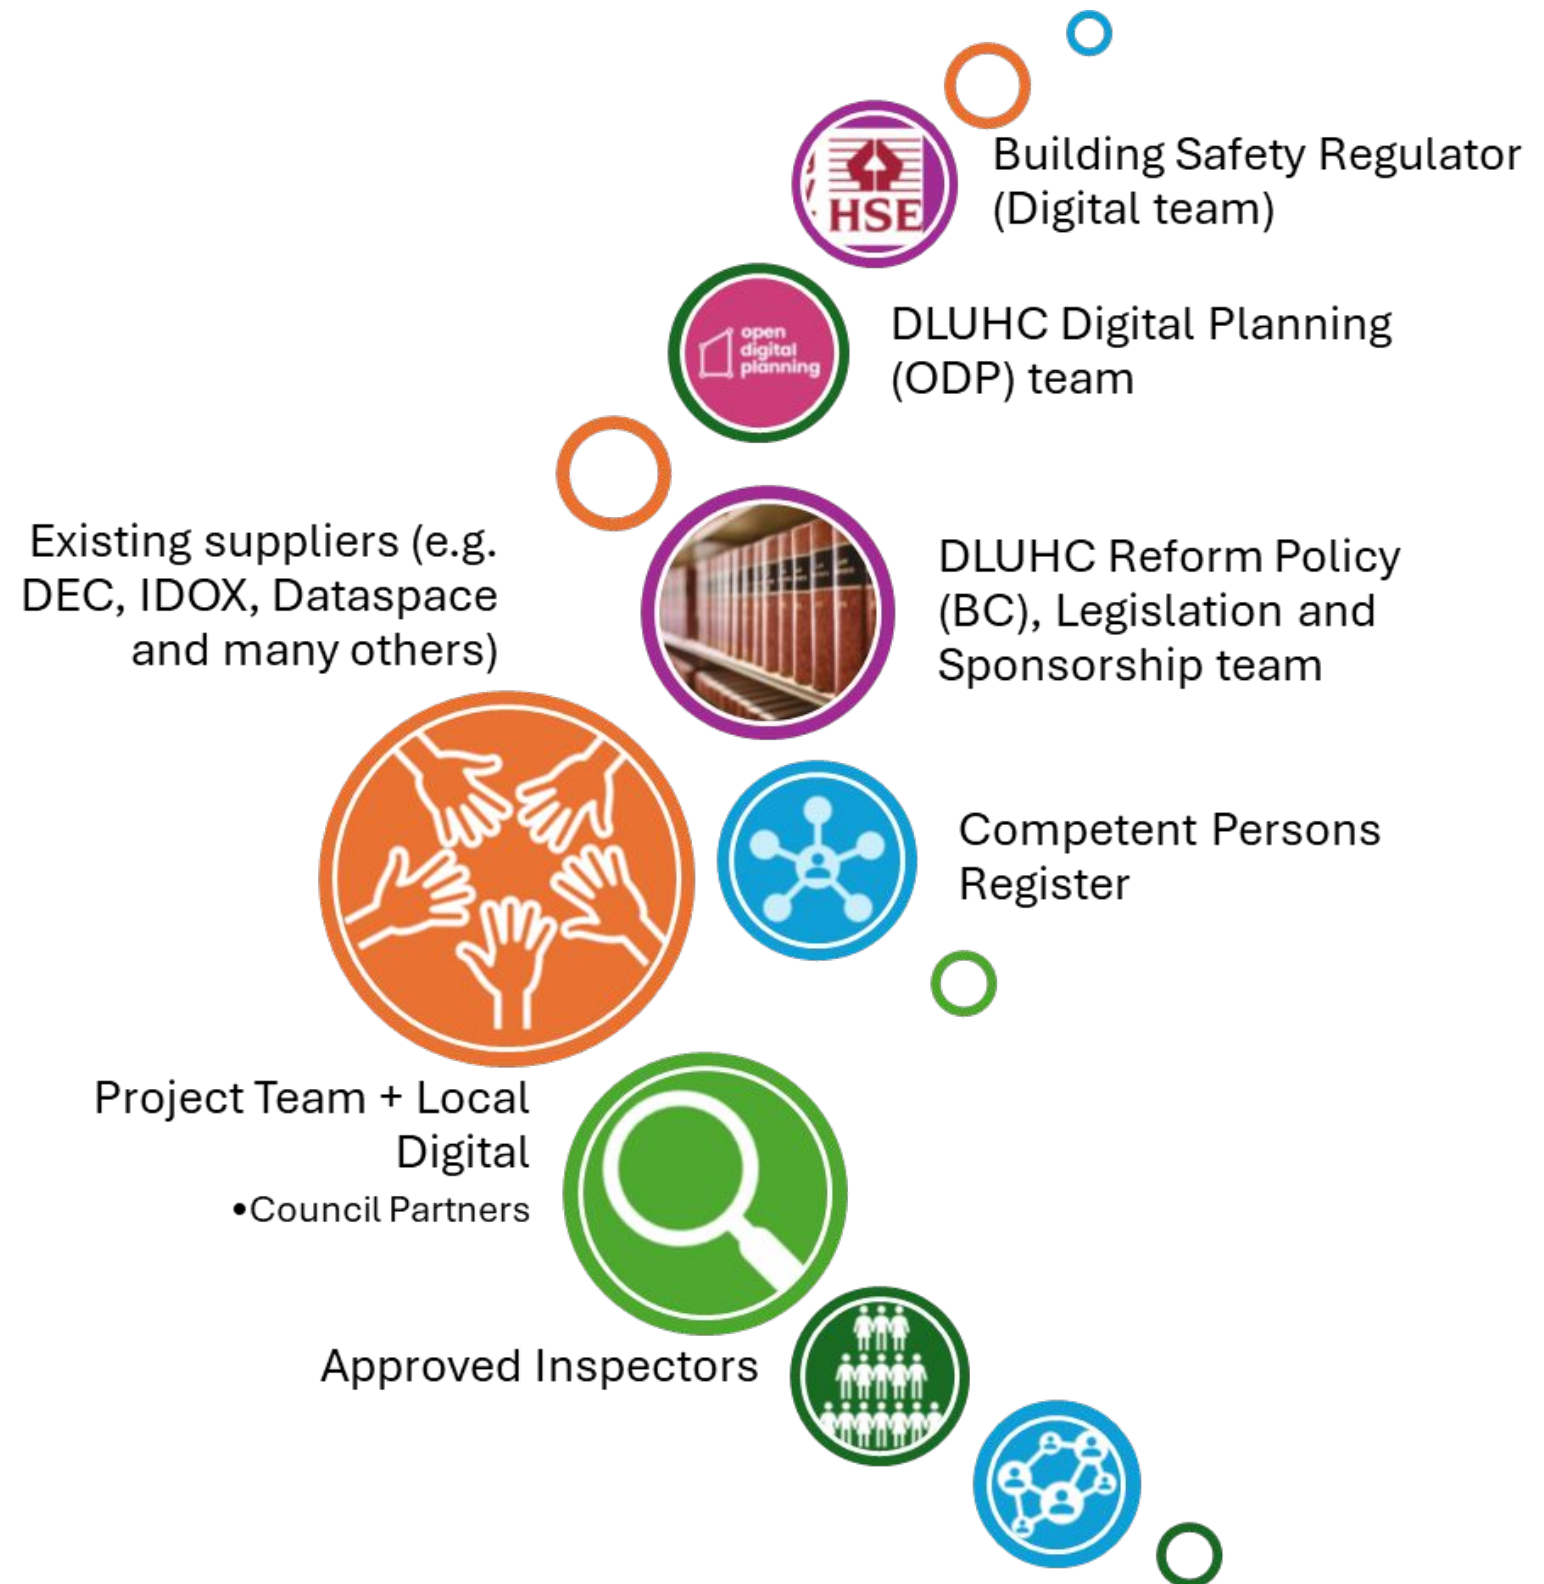 Building Safety Regulator
(Digital team)
HSE
DLUHC Digital Planning
(ODP) team
open
digital
planning
Existing suppliers (e.g.
DEC, IDOX, Dataspace
and many others)
DLUHC Reform Policy
(BC), Legislation and
Sponsorship team
Competent Persons
Register
Project Team + Local
Digital
•Council Partners
Approved Inspectors